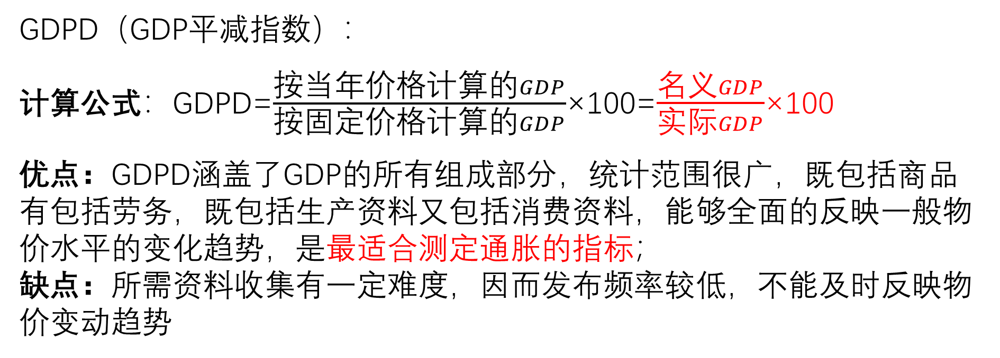 GDPD（GDP平减指数）：
计算公式：GDPD=按当年价格计算的GDP/按固定价格计算的GDP×100=名义GDP/实际GDP×100
优点：GDPD涵盖了GDP的所有组成部分，统计范围很广，既包括商品
有包括劳务，既包括生产资料又包括消费资料，能够全面的反映一般物
价水平的变化趋势，是最适合测定通胀的指标；
缺点：所需资料收集有一定难度，因而发布频率较低，不能及时反映物
价变动趋势